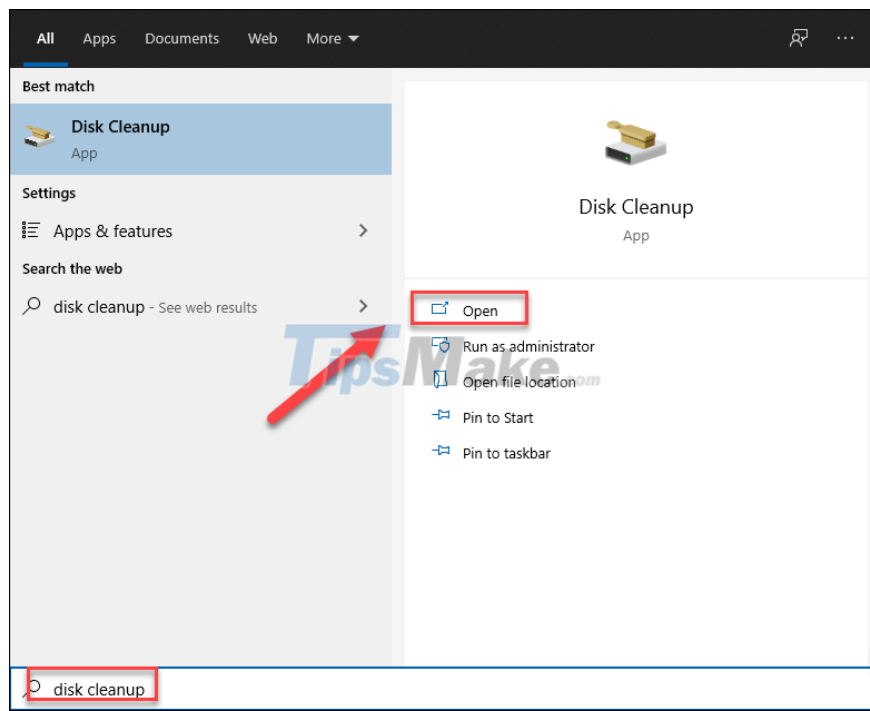 All Apps Documents Web More
Best match
Disk Cleanup
App
Settings
Apps & features
Search the web
disk cleanup - See web results
Disk Cleanup
App
Open
Run as administrator
Open file location
Pin to Start
Pin to taskbar
TipsMake.com
disk cleanup